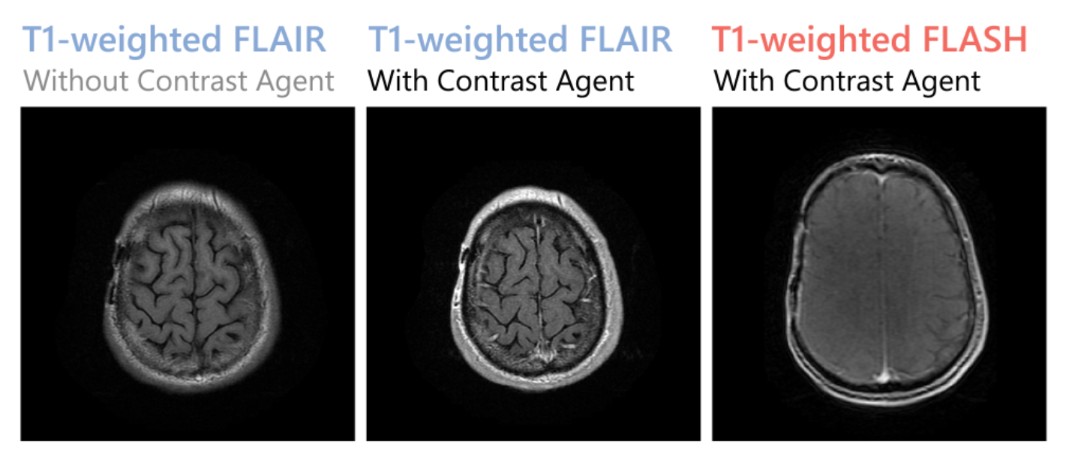 T1-weighted FLAIR
Without Contrast Agent
T1-weighted FLAIR
With Contrast Agent
T1-weighted FLASH
With Contrast Agent